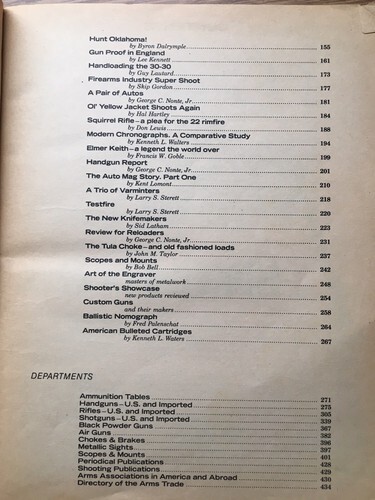 Hunt Oklahoma!
by Byron Dalrymple 155
Gun Proof in England
by Lee Kennett 161
Handloading the 30-30
by Guy Lautard 173
Firearms Industry Super Shoot
by Skip Gordon 177
A Pair of Autos
by George C. Nonte, Jr. 181
Ol' Yellow Jacket Shoots Again
by Hal Hartley 184
Squirrel Rifle—a plea for the 22 rimfire
by Don Lewis 188
Modern Chronographs. A Comparative Study
by Kenneth L. Walters 194
Elmer Keith—a legend the world over
by Francis W. Goble 199
Handgun Report
by George C. Nonte, Jr. 201
The Auto Mag Story. Part One
by Kent Lomont 210
A Trio of Varminters
by Larry S. Sterett 218
Testfire
by Larry S. Sterett 220
The New Knifemakers
by Sid Latham 223
Review for Reloaders
by George C. Nonte, Jr. 231
The Tula Choke—and old fashioned loads
by John M. Taylor 237
Scopes and Mounts
by Bob Bell 242
Art of the Engraver
masters of metalwork 248
Shooter's Showcase
new products reviewed 254
Custom Guns
and their makers 258
Ballistic Nomograph
by Fred Palenschat 264
American Bulleted Cartridges
by Kenneth L. Waters 267
DEPARTMENTS
Ammunition Tables 271
Handguns—U.S. and Imported 275
Rifles—U.S. and Imported 305
Shotguns—U.S. and Imported 339
Black Powder Guns 367
Air Guns 382
Chokes & Brakes 396
Metallic Sights 397
Scopes & Mounts 401
Periodical Publications 428
Shooting Publications 429
Arms Associations in America and Abroad 430
Directory of the Arms Trade 434